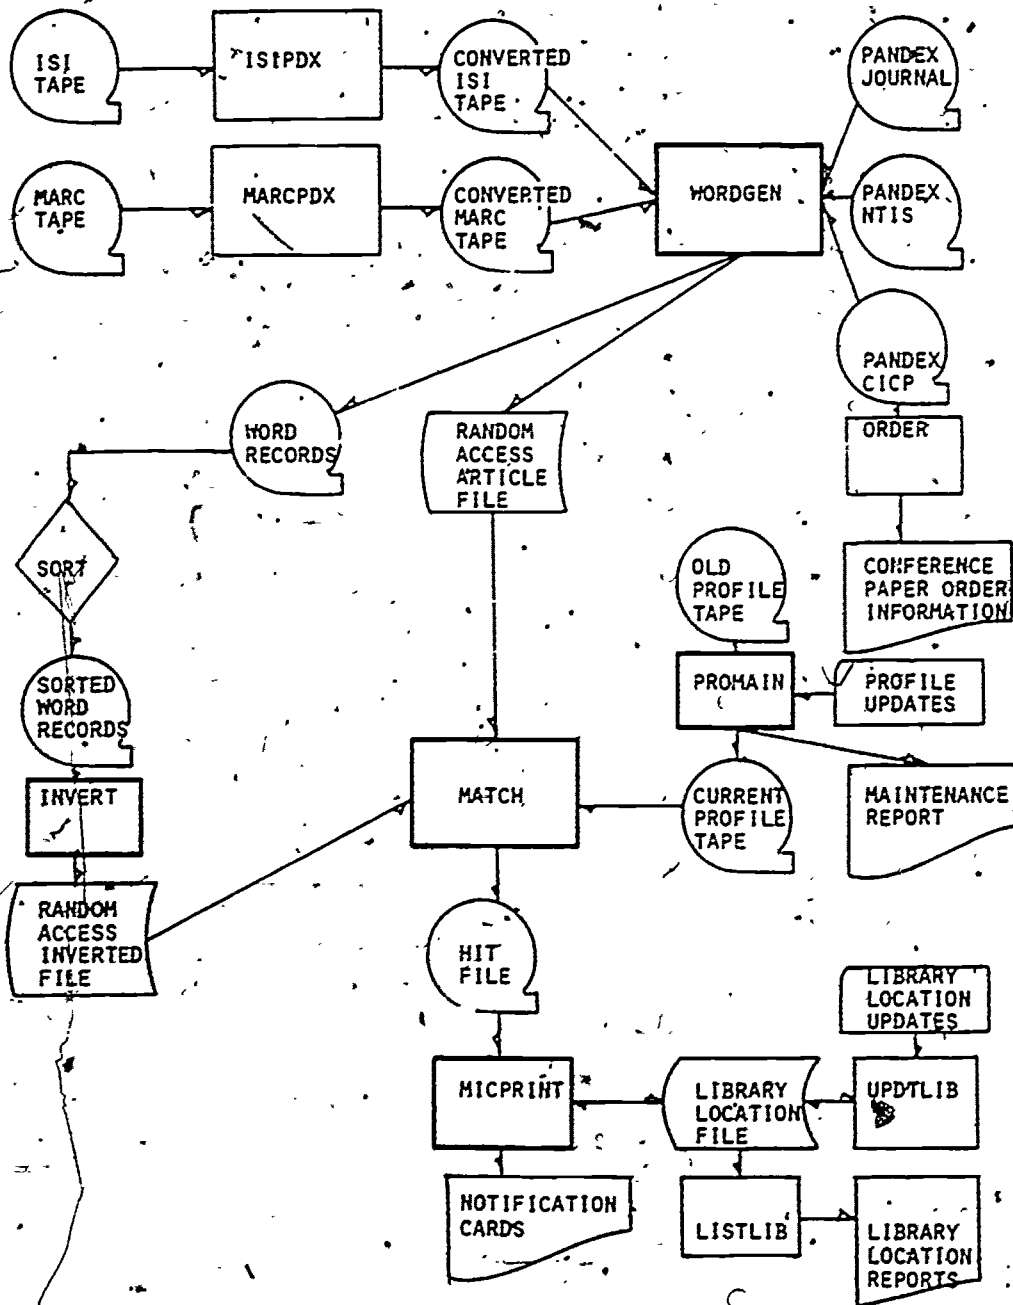 ISI
TAPE
ISIPDX
CONVERTED
ISI
TAPE
PANDEX
JOURNAL
MARC
TAPE
MARCPDX
CONVERTED
MARC
TAPE
WORDGEN
PANDEX
NTIS
PANDEX
CICP
ORDER
WORD
RECORDS
RANDOM
ACCESS
ARTICLE
FILE
SORT
OLD
PROFILE
TAPE
CONFERENCE
PAPER ORDER
INFORMATION
SORTED
WORD
RECORDS
PROMAIN
PROFILE
UPDATES
INVERT
MATCH
CURRENT
PROFILE
TAPE
MAINTENANCE
REPORT
RANDOM
ACCESS
INVERTED
FILE
HIT
FILE
LIBRARY
LOCATION
UPDATES
MICPRINT
LIBRARY
LOCATION
FILE
UPDTLIB
NOTIFICATION
CARDS
LISTLIB
LIBRARY
LOCATION
REPORTS